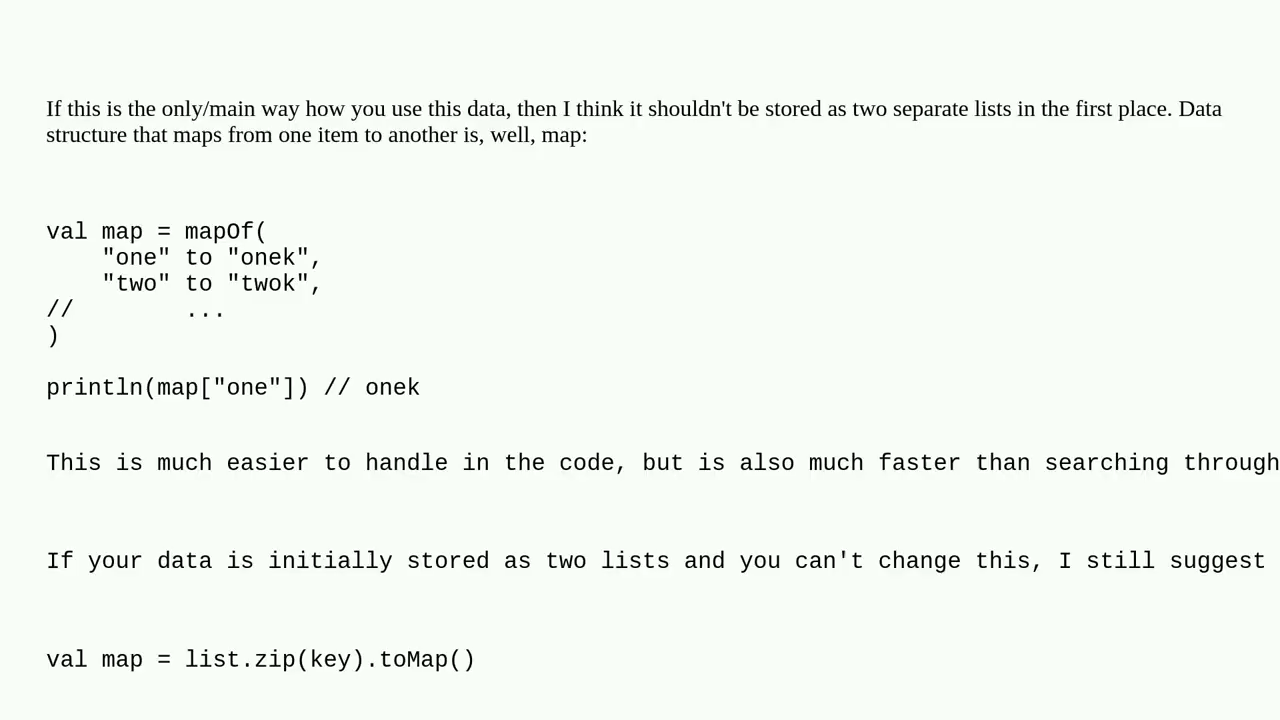 If this is the only/main way how you use this data, then I think it shouldn't be stored as two separate lists in the first place. Data
structure that maps from one item to another is, well, map:
val map = mapOf(
    "one" to "onek",
    "two" to "twok",
//        ...
)
println(map["one"]) // onek
This is much easier to handle in the code, but is also much faster than searching through
If your data is initially stored as two lists and you can't change this, I still suggest
val map = list.zip(key).toMap()